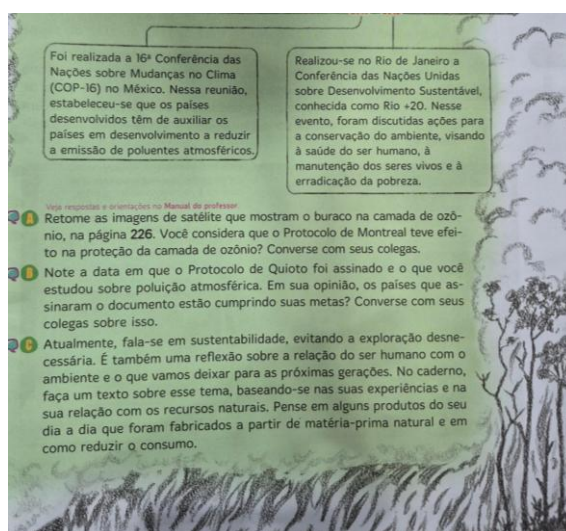 Foi realizada a 16ª Conferência das
Nações sobre Mudanças no Clima
(COP-16) no México. Nessa reunião,
estabeleceu-se que os países
desenvolvidos têm de auxiliar os
países em desenvolvimento a reduzir
a emissão de poluentes atmosféricos.
Realizou-se no Rio de Janeiro a
Conferência das Nações Unidas
sobre Desenvolvimento Sustentável,
conhecida como Rio +20. Nesse
evento, foram discutidas ações para
a conservação do ambiente, visando
à saúde do ser humano, à
manutenção dos seres vivos e à
erradicação da pobreza.
Veja respostas e orientações no Manual do professor
A Retome as imagens de satélite que mostram o buraco na camada de ozô-
nio, na página 226. Você considera que o Protocolo de Montreal teve efei-
to na proteção da camada de ozônio? Converse com seus colegas.
B Note a data em que o Protocolo de Quioto foi assinado e o que você
estudou sobre poluição atmosférica. Em sua opinião, os países que as-
sinaram o documento estão cumprindo suas metas? Converse com seus
colegas sobre isso.
C Atualmente, fala-se em sustentabilidade, evitando a exploração desne-
cessária. É também uma reflexão sobre a relação do ser humano com o
ambiente e o que vamos deixar para as próximas gerações. No caderno,
faça um texto sobre esse tema, baseando-se nas suas experiências e na
sua relação com os recursos naturais. Pense em alguns produtos do seu
dia a dia que foram fabricados a partir de matéria-prima natural e em
como reduzir o consumo.